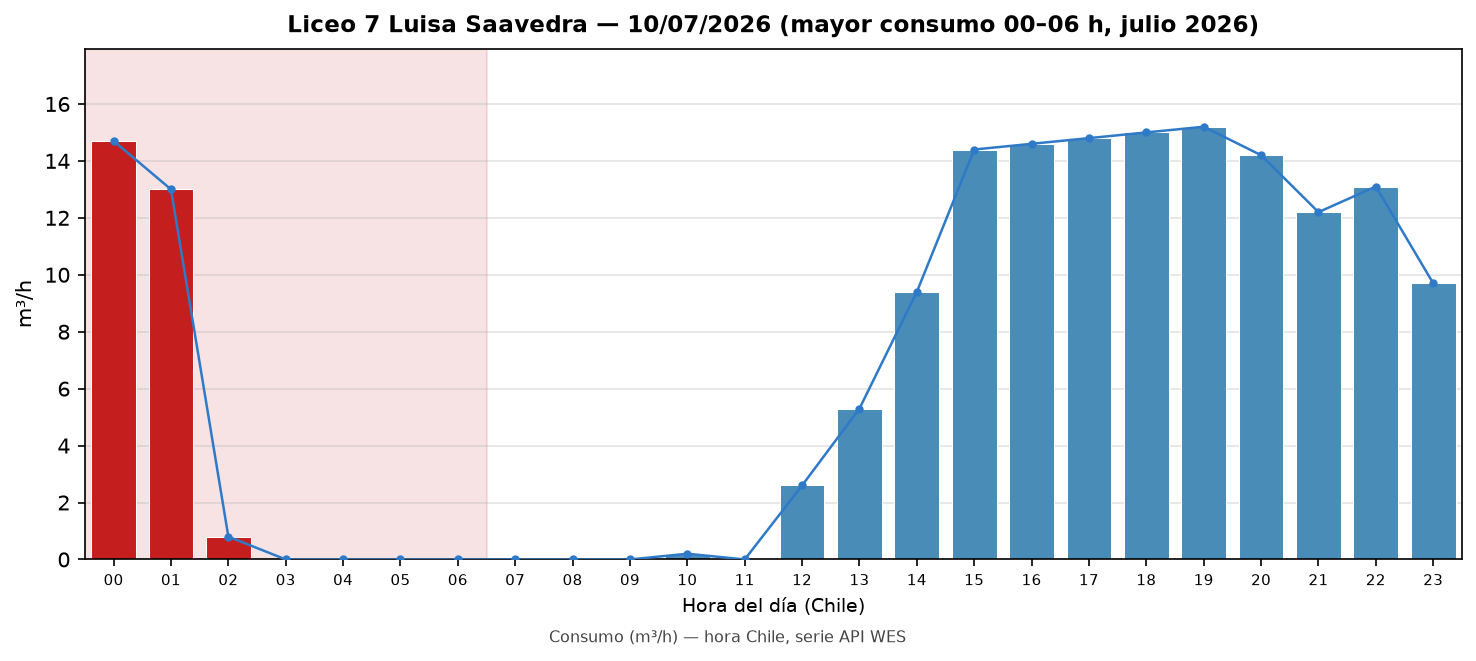 Liceo 7 Luisa Saavedra — 10/07/2026 (mayor consumo 00–06 h, julio 2026)
m³/h
16
14
12
10
8
6
4
2
0
00 01 02 03 04 05 06 07 08 09 10 11 12 13 14 15 16 17 18 19 20 21 22 23
Hora del día (Chile)
Consumo (m³/h) — hora Chile, serie API WES